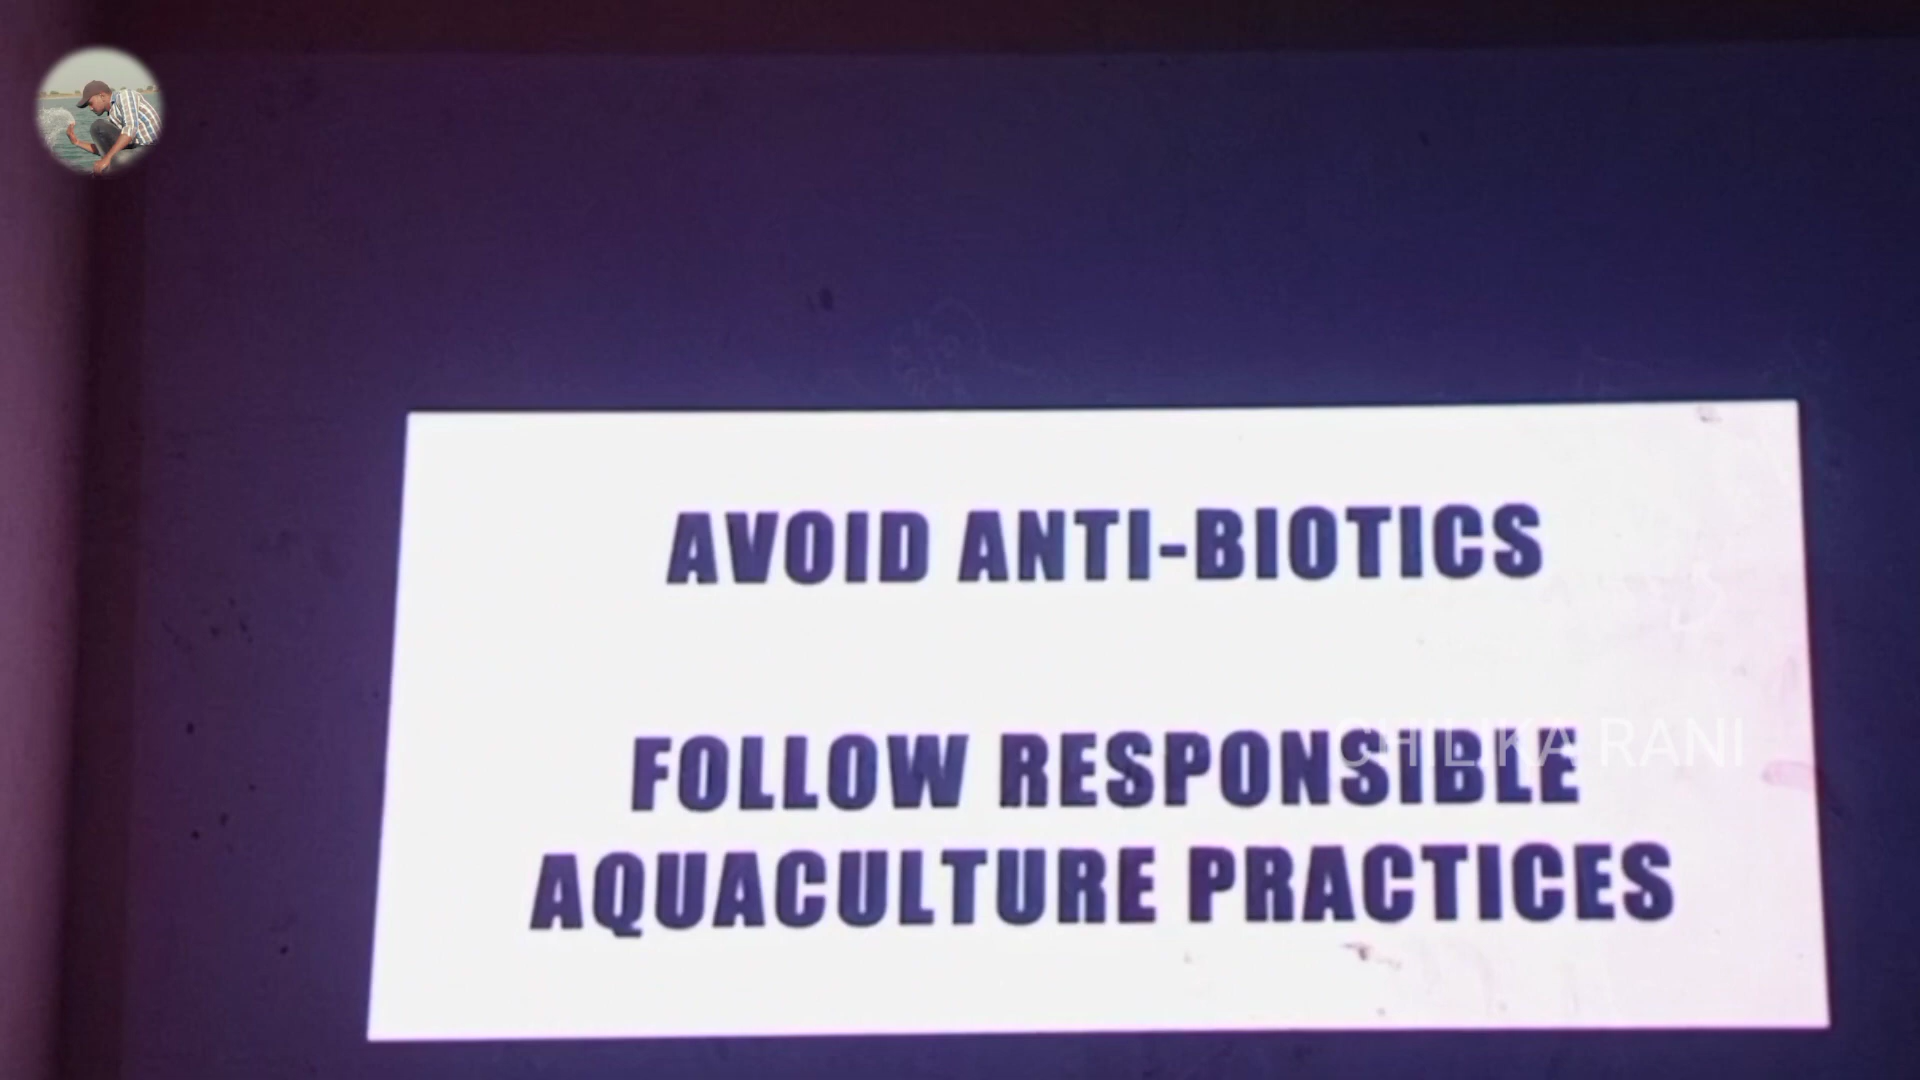 AVOID ANTI-BIOTICS
FOLLOW RESPONSIBLE
CHILIKA RANI
AQUACULTURE PRACTICES